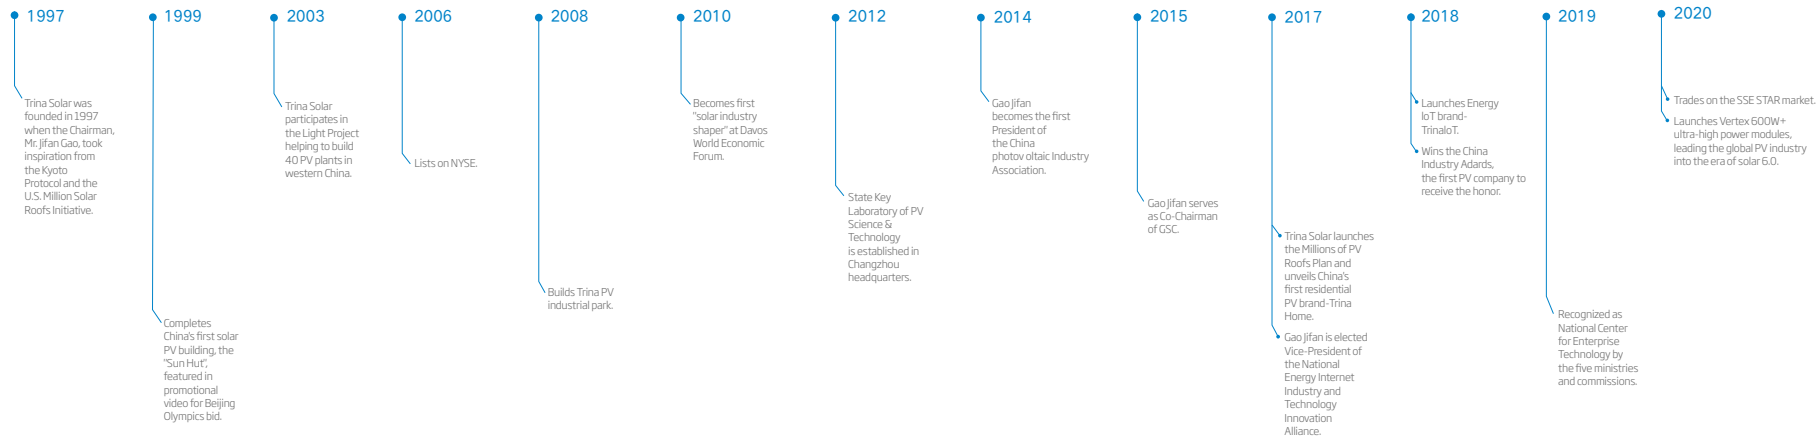 1997
Trina Solar was
founded in 1997
when the Chairman,
Mr. Jifan Gao, took
inspiration from
the Kyoto
Protocol and the
U.S. Million Solar
Roofs Initiative.
1999
Completes
China's first solar
PV building, the
"Sun Hut",
featured in
promotional
video for Beijing
Olympics bid.
2003
Trina Solar
participates in
the Light Project
helping to build
40 PV plants in
western China.
2006
Lists on NYSE.
2008
Builds Trina PV
industrial park.
2010
Becomes first
"solar industry
shaper" at Davos
World Economic
Forum.
2012
State Key
Laboratory of PV
Science &
Technology
is established in
Changzhou
headquarters.
2014
Gao Jifan
becomes the first
President of
the China
photov oltaic Industry
Association.
2015
Gao Jifan serves
as Co-Chairman
of GSC.
2017
Trina Solar launches
the Millions of PV
Roofs Plan and
unveils China's
first residential
PV brand-Trina
Home.
Gao Jifan is elected
Vice-President of
the National
Energy Internet
Industry and
Technology
Innovation
Alliance.
2018
Launches Energy
IoT brand-
TrinaIoT.
Wins the China
Industry Adards,
the first PV company to
receive the honor.
2019
Recognized as
National Center
for Enterprise
Technology by
the five ministries
and commissions.
2020
Trades on the SSE STAR market.
Launches Vertex 600W+
ultra-high power modules,
leading the global PV industry
into the era of solar 6.0.